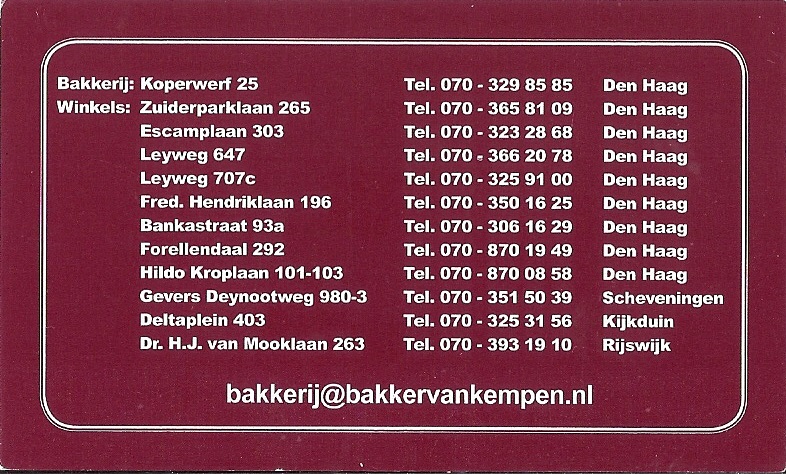 Bakkerij: Koperwerf 25 Tel. 070 - 329 85 85 Den Haag
Winkels: Zuiderparklaan 265 Tel. 070 - 365 81 09 Den Haag
Escamplaan 303 Tel. 070 - 323 28 68 Den Haag
Leyweg 647 Tel. 070 - 366 20 78 Den Haag
Leyweg 707c Tel. 070 - 325 91 00 Den Haag
Fred. Hendriklaan 196 Tel. 070 - 350 16 25 Den Haag
Bankastraat 93a Tel. 070 - 306 16 29 Den Haag
Forellendaal 292 Tel. 070 - 870 19 49 Den Haag
Hildo Kroplaan 101-103 Tel. 070 - 870 08 58 Den Haag
Gevers Deynootweg 980-3 Tel. 070 - 351 50 39 Scheveningen
Deltaplein 403 Tel. 070 - 325 31 56 Kijkduin
Dr. H.J. van Mooklaan 263 Tel. 070 - 393 19 10 Rijswijk
bakkerij@bakkervankempen.nl